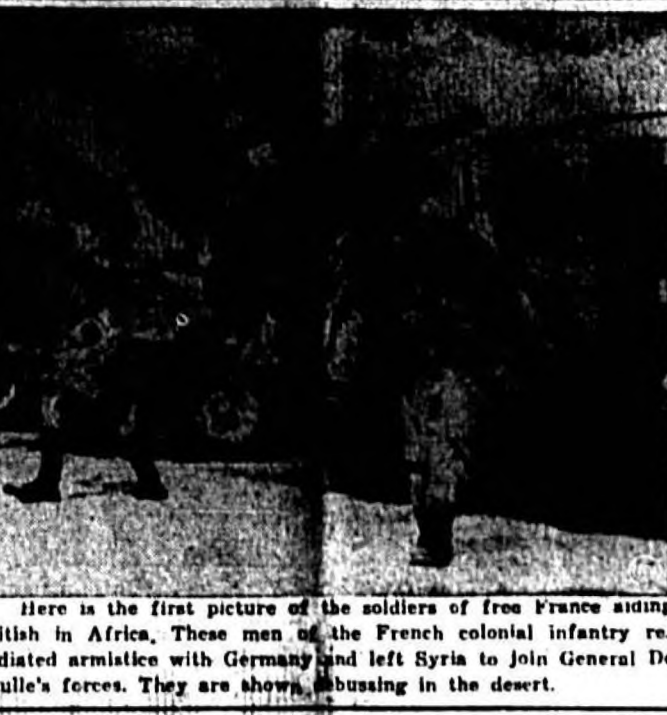 Here is the first picture of the soldiers of free France aiding
itish in Africa. These men of the French colonial infantry re
diated armistice with Germany and left Syria to join General De
ulle's forces. They are shown debussing in the desert.